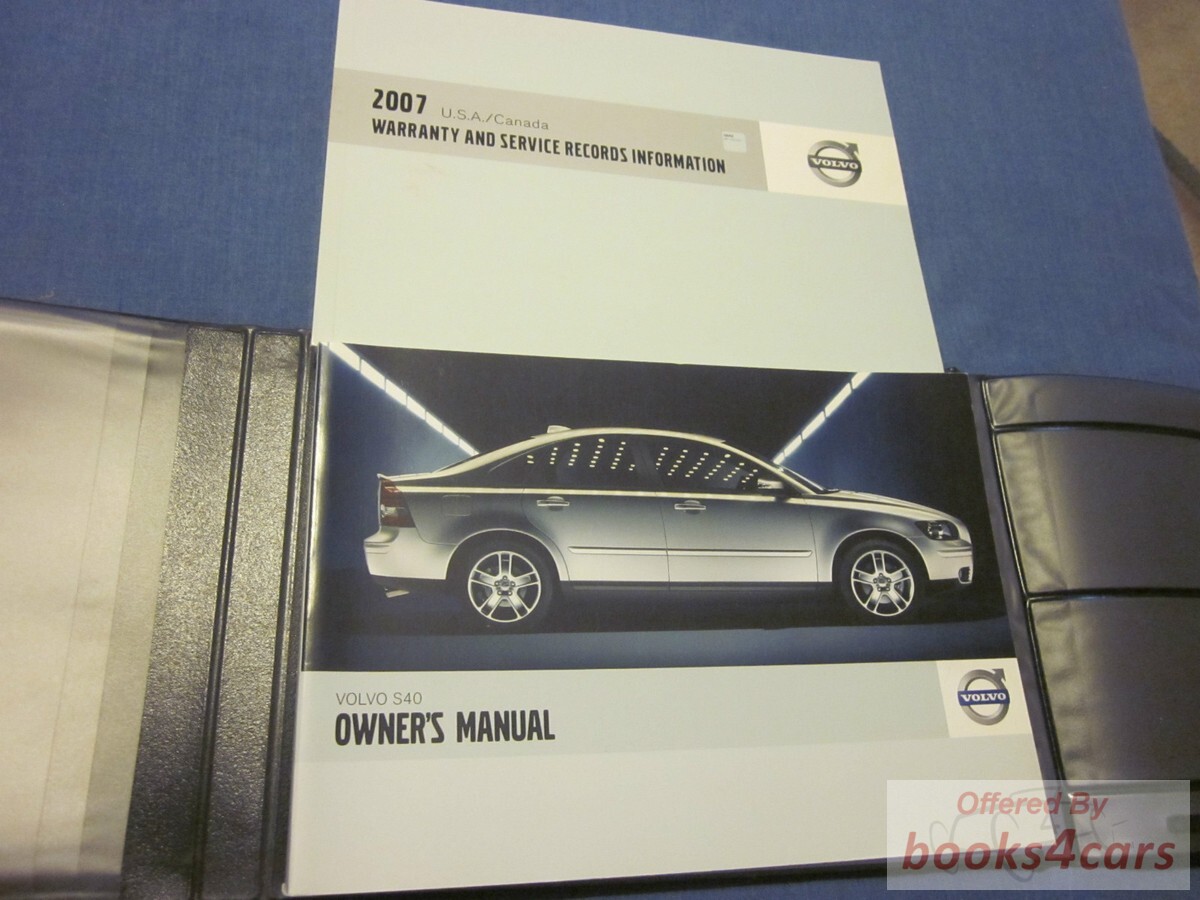 2007 U.S.A./Canada
WARRANTY AND SERVICE RECORDS INFORMATION
VOLVO
VOLVO S40
OWNER'S MANUAL
VOLVO
Offered By
books4cars